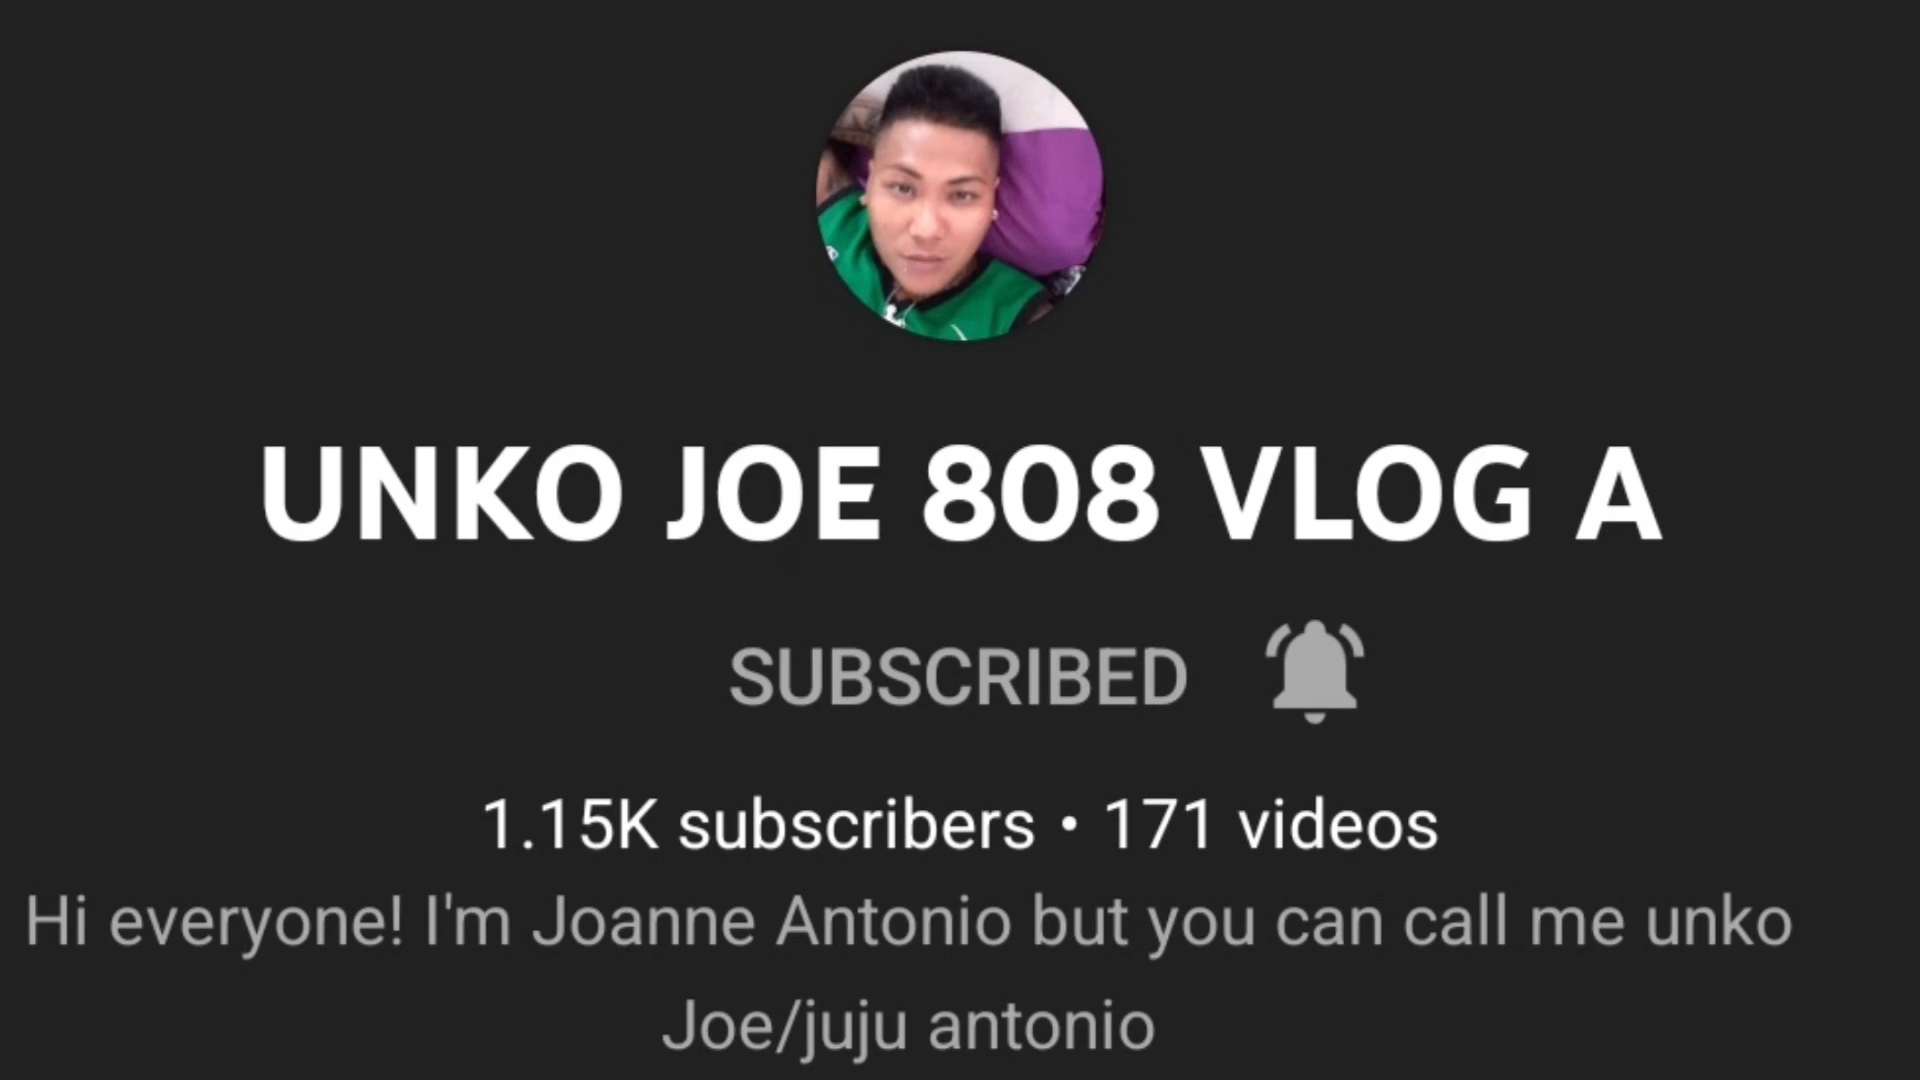 UNKO JOE 808 VLOG A
SUBSCRIBED
1.15K subscribers • 171 videos
Hi everyone! I'm Joanne Antonio but you can call me unko
Joe/juju antonio